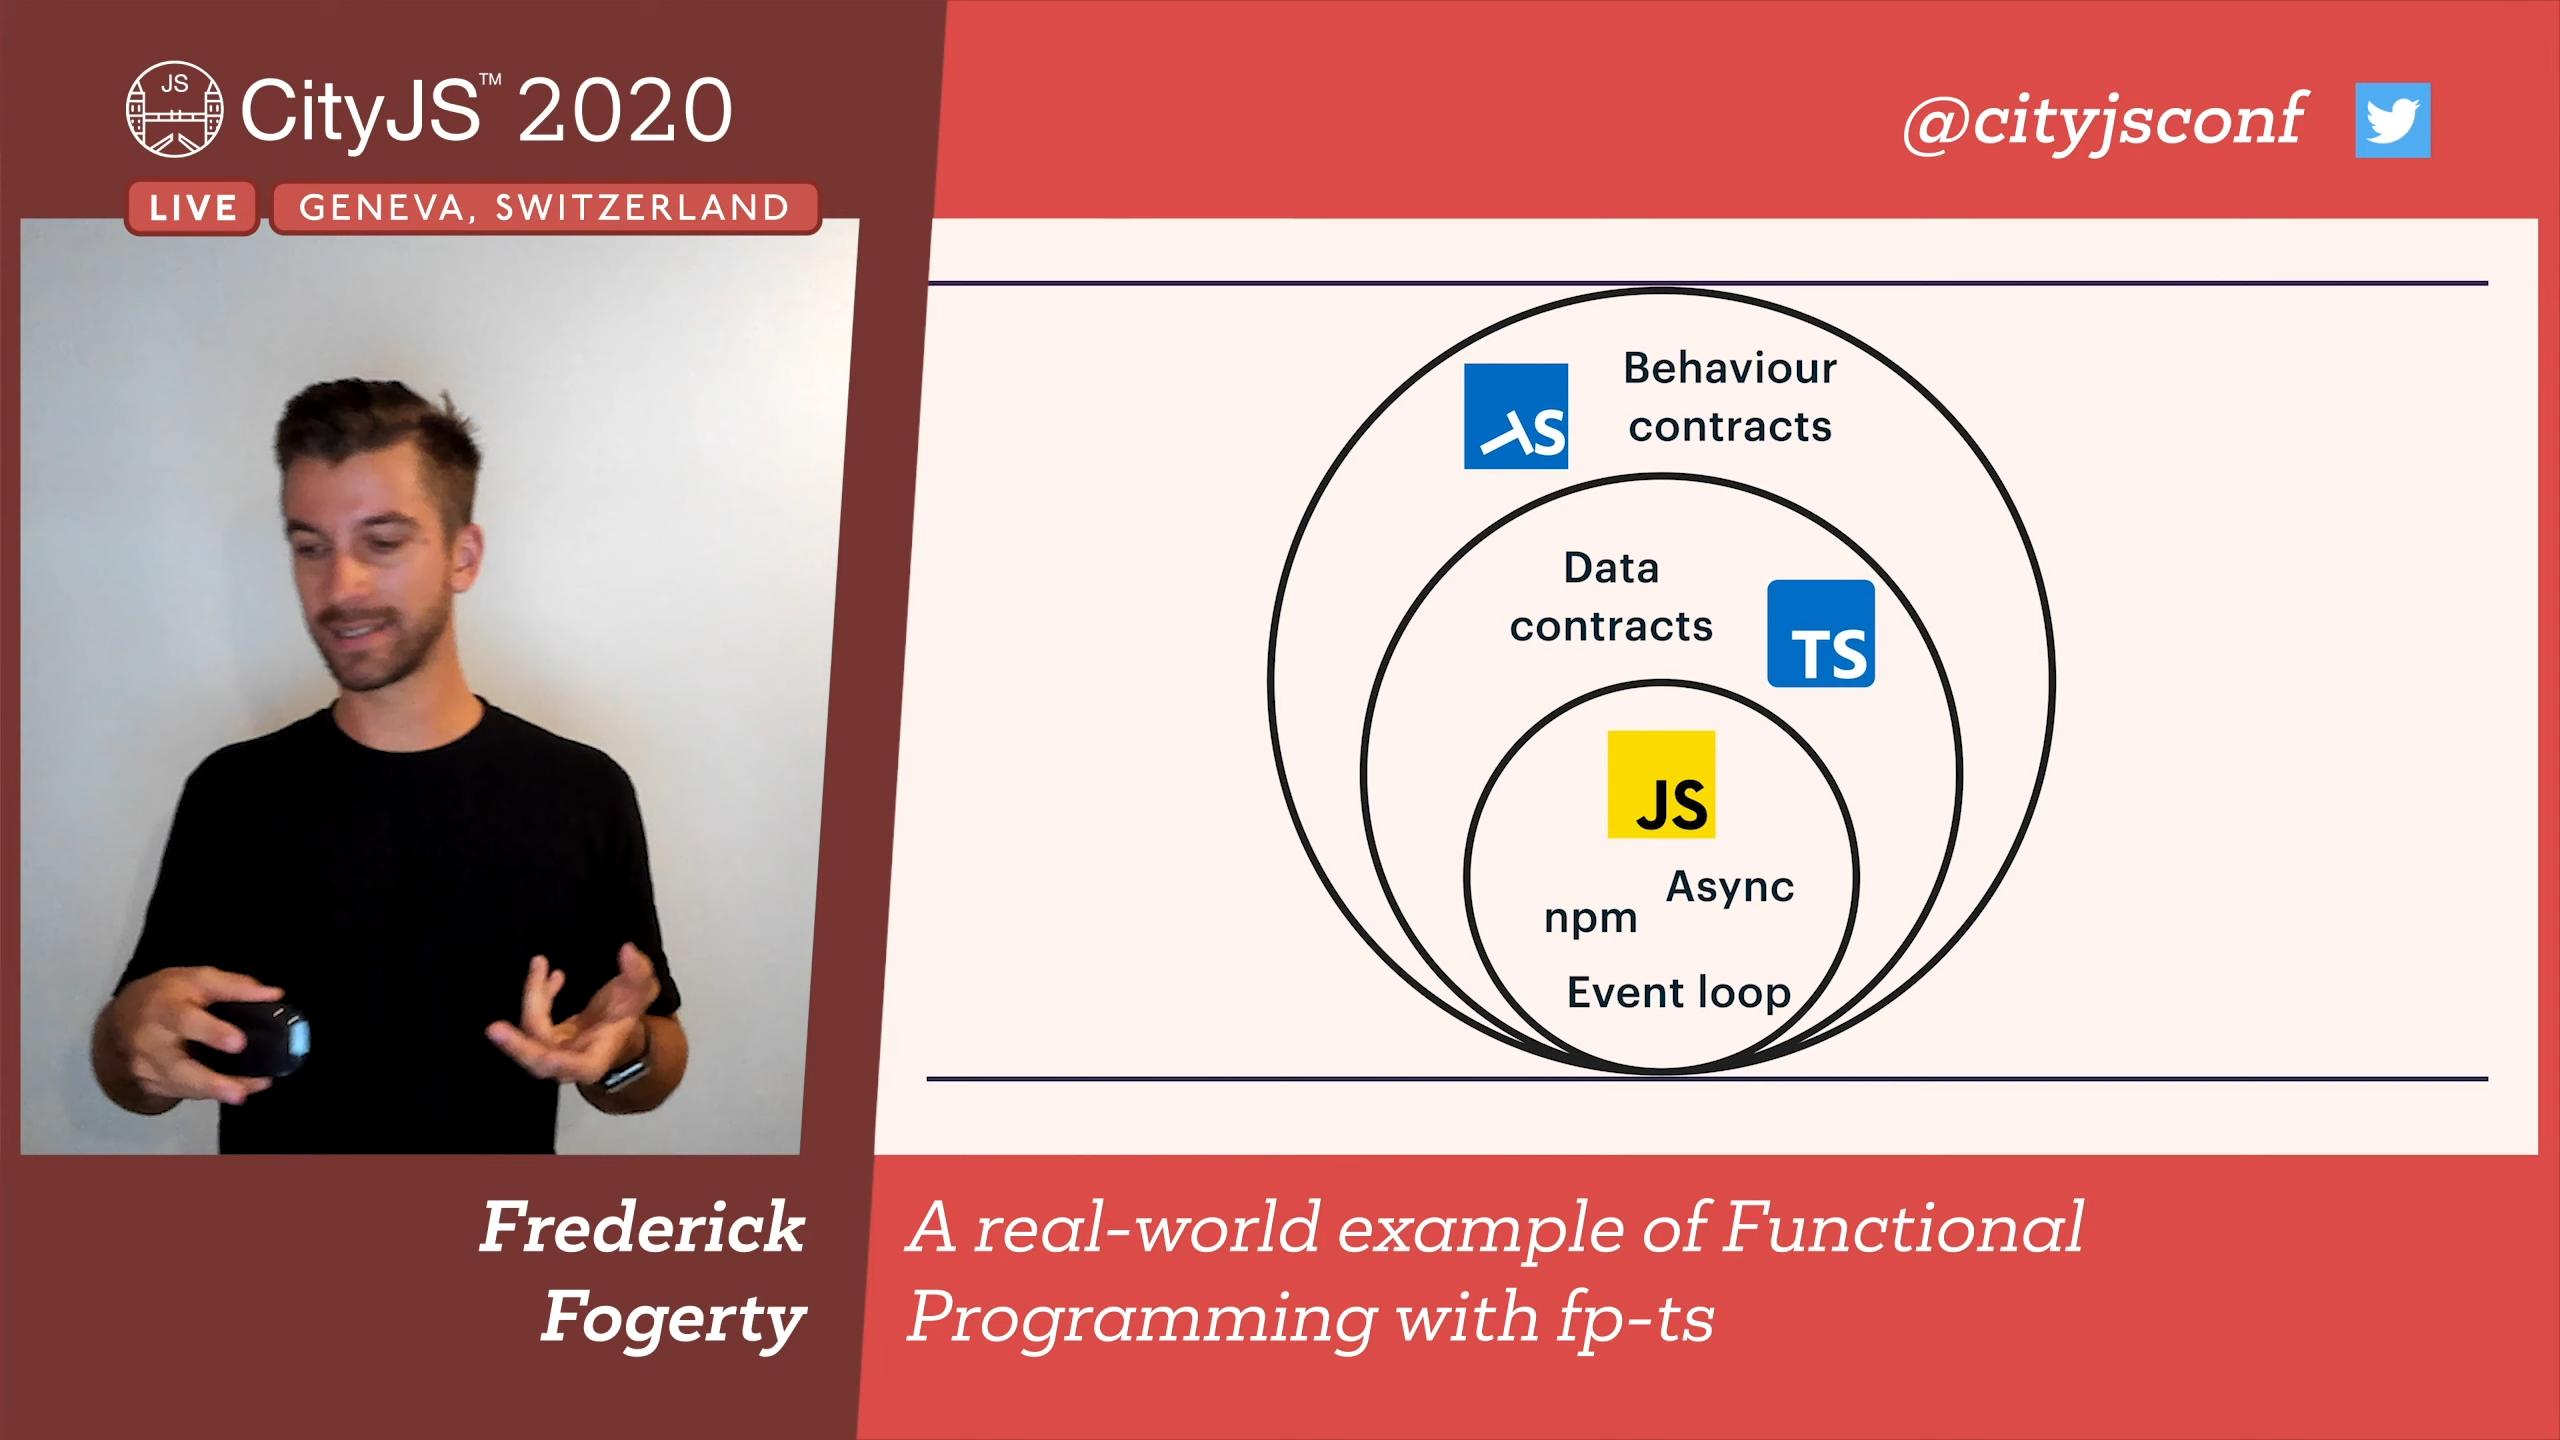 JS
CityJS™ 2020
LIVE
GENEVA, SWITZERLAND
@cityjsconf
Behaviour
contracts
Data
contracts
TS
JS
Async
npm
Event loop
Frederick
Fogerty
A real-world example of Functional
Programming with fp-ts